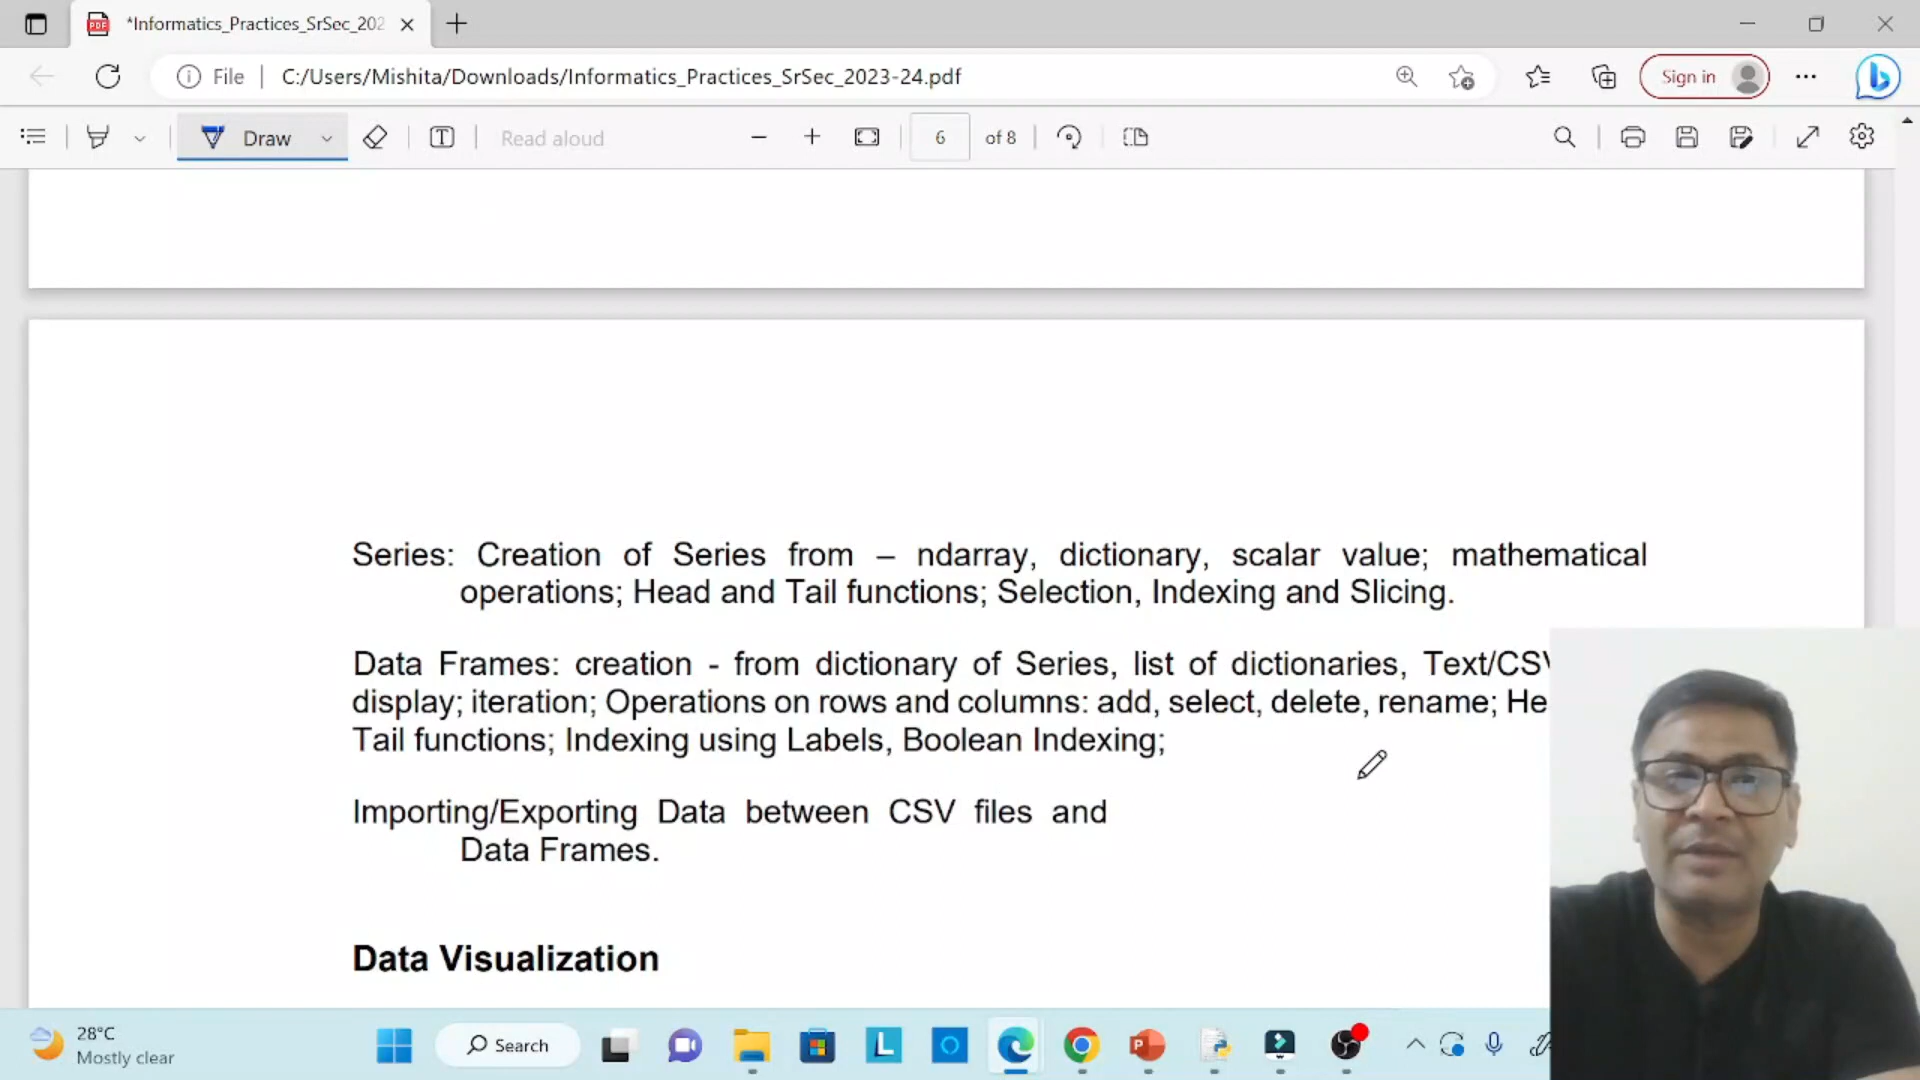 *Informatics_Practices_SrSec_202
File
C:/Users/Mishita/Downloads/Informatics_Practices_SrSec_2023-24.pdf
Sign in
Draw
Read aloud
6
of 8
Series: Creation of Series from – ndarray, dictionary, scalar value; mathematical
operations; Head and Tail functions; Selection, Indexing and Slicing.
Data Frames: creation - from dictionary of Series, list of dictionaries, Text/CSV
display; iteration; Operations on rows and columns: add, select, delete, rename; He
Tail functions; Indexing using Labels, Boolean Indexing;
Importing/Exporting Data between CSV files and
Data Frames.
Data Visualization
28°C
Mostly clear
Search